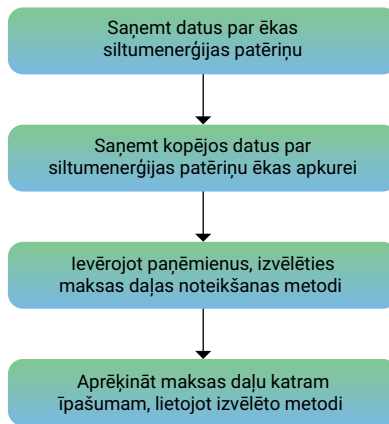 Saņemt datus par ēkas
siltumenerģijas patēriņu
Saņemt kopējos datus par
siltumenerģijas patēriņu ēkas apkurei
Ievērojot paņēmienus, izvēlēties
maksas daļas noteikšanas metodi
Aprēķināt maksas daļu katram
īpašumam, lietojot izvēlēto metodi